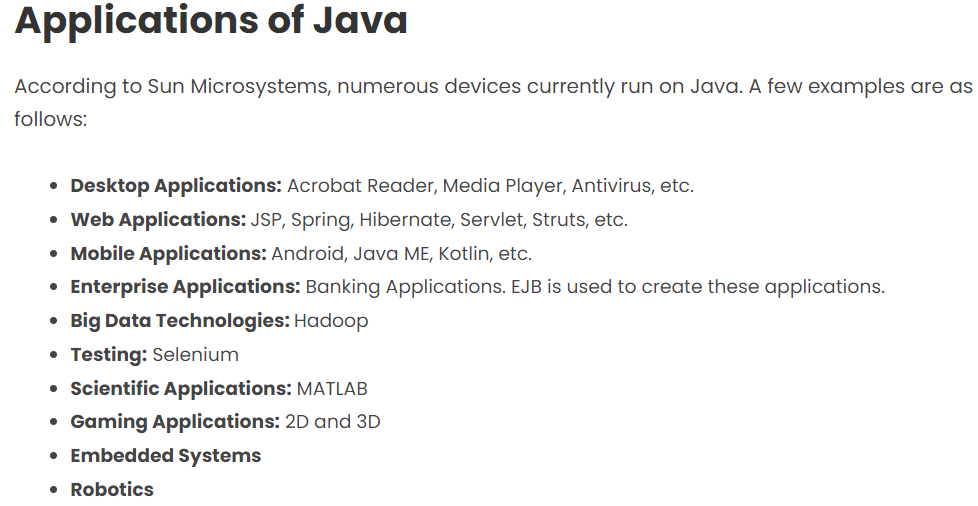 Applications of Java
According to Sun Microsystems, numerous devices currently run on Java. A few examples are as
follows:
• Desktop Applications: Acrobat Reader, Media Player, Antivirus, etc.
• Web Applications: JSP, Spring, Hibernate, Servlet, Struts, etc.
• Mobile Applications: Android, Java ME, Kotlin, etc.
• Enterprise Applications: Banking Applications. EJB is used to create these applications.
• Big Data Technologies: Hadoop
• Testing: Selenium
• Scientific Applications: MATLAB
• Gaming Applications: 2D and 3D
• Embedded Systems
• Robotics